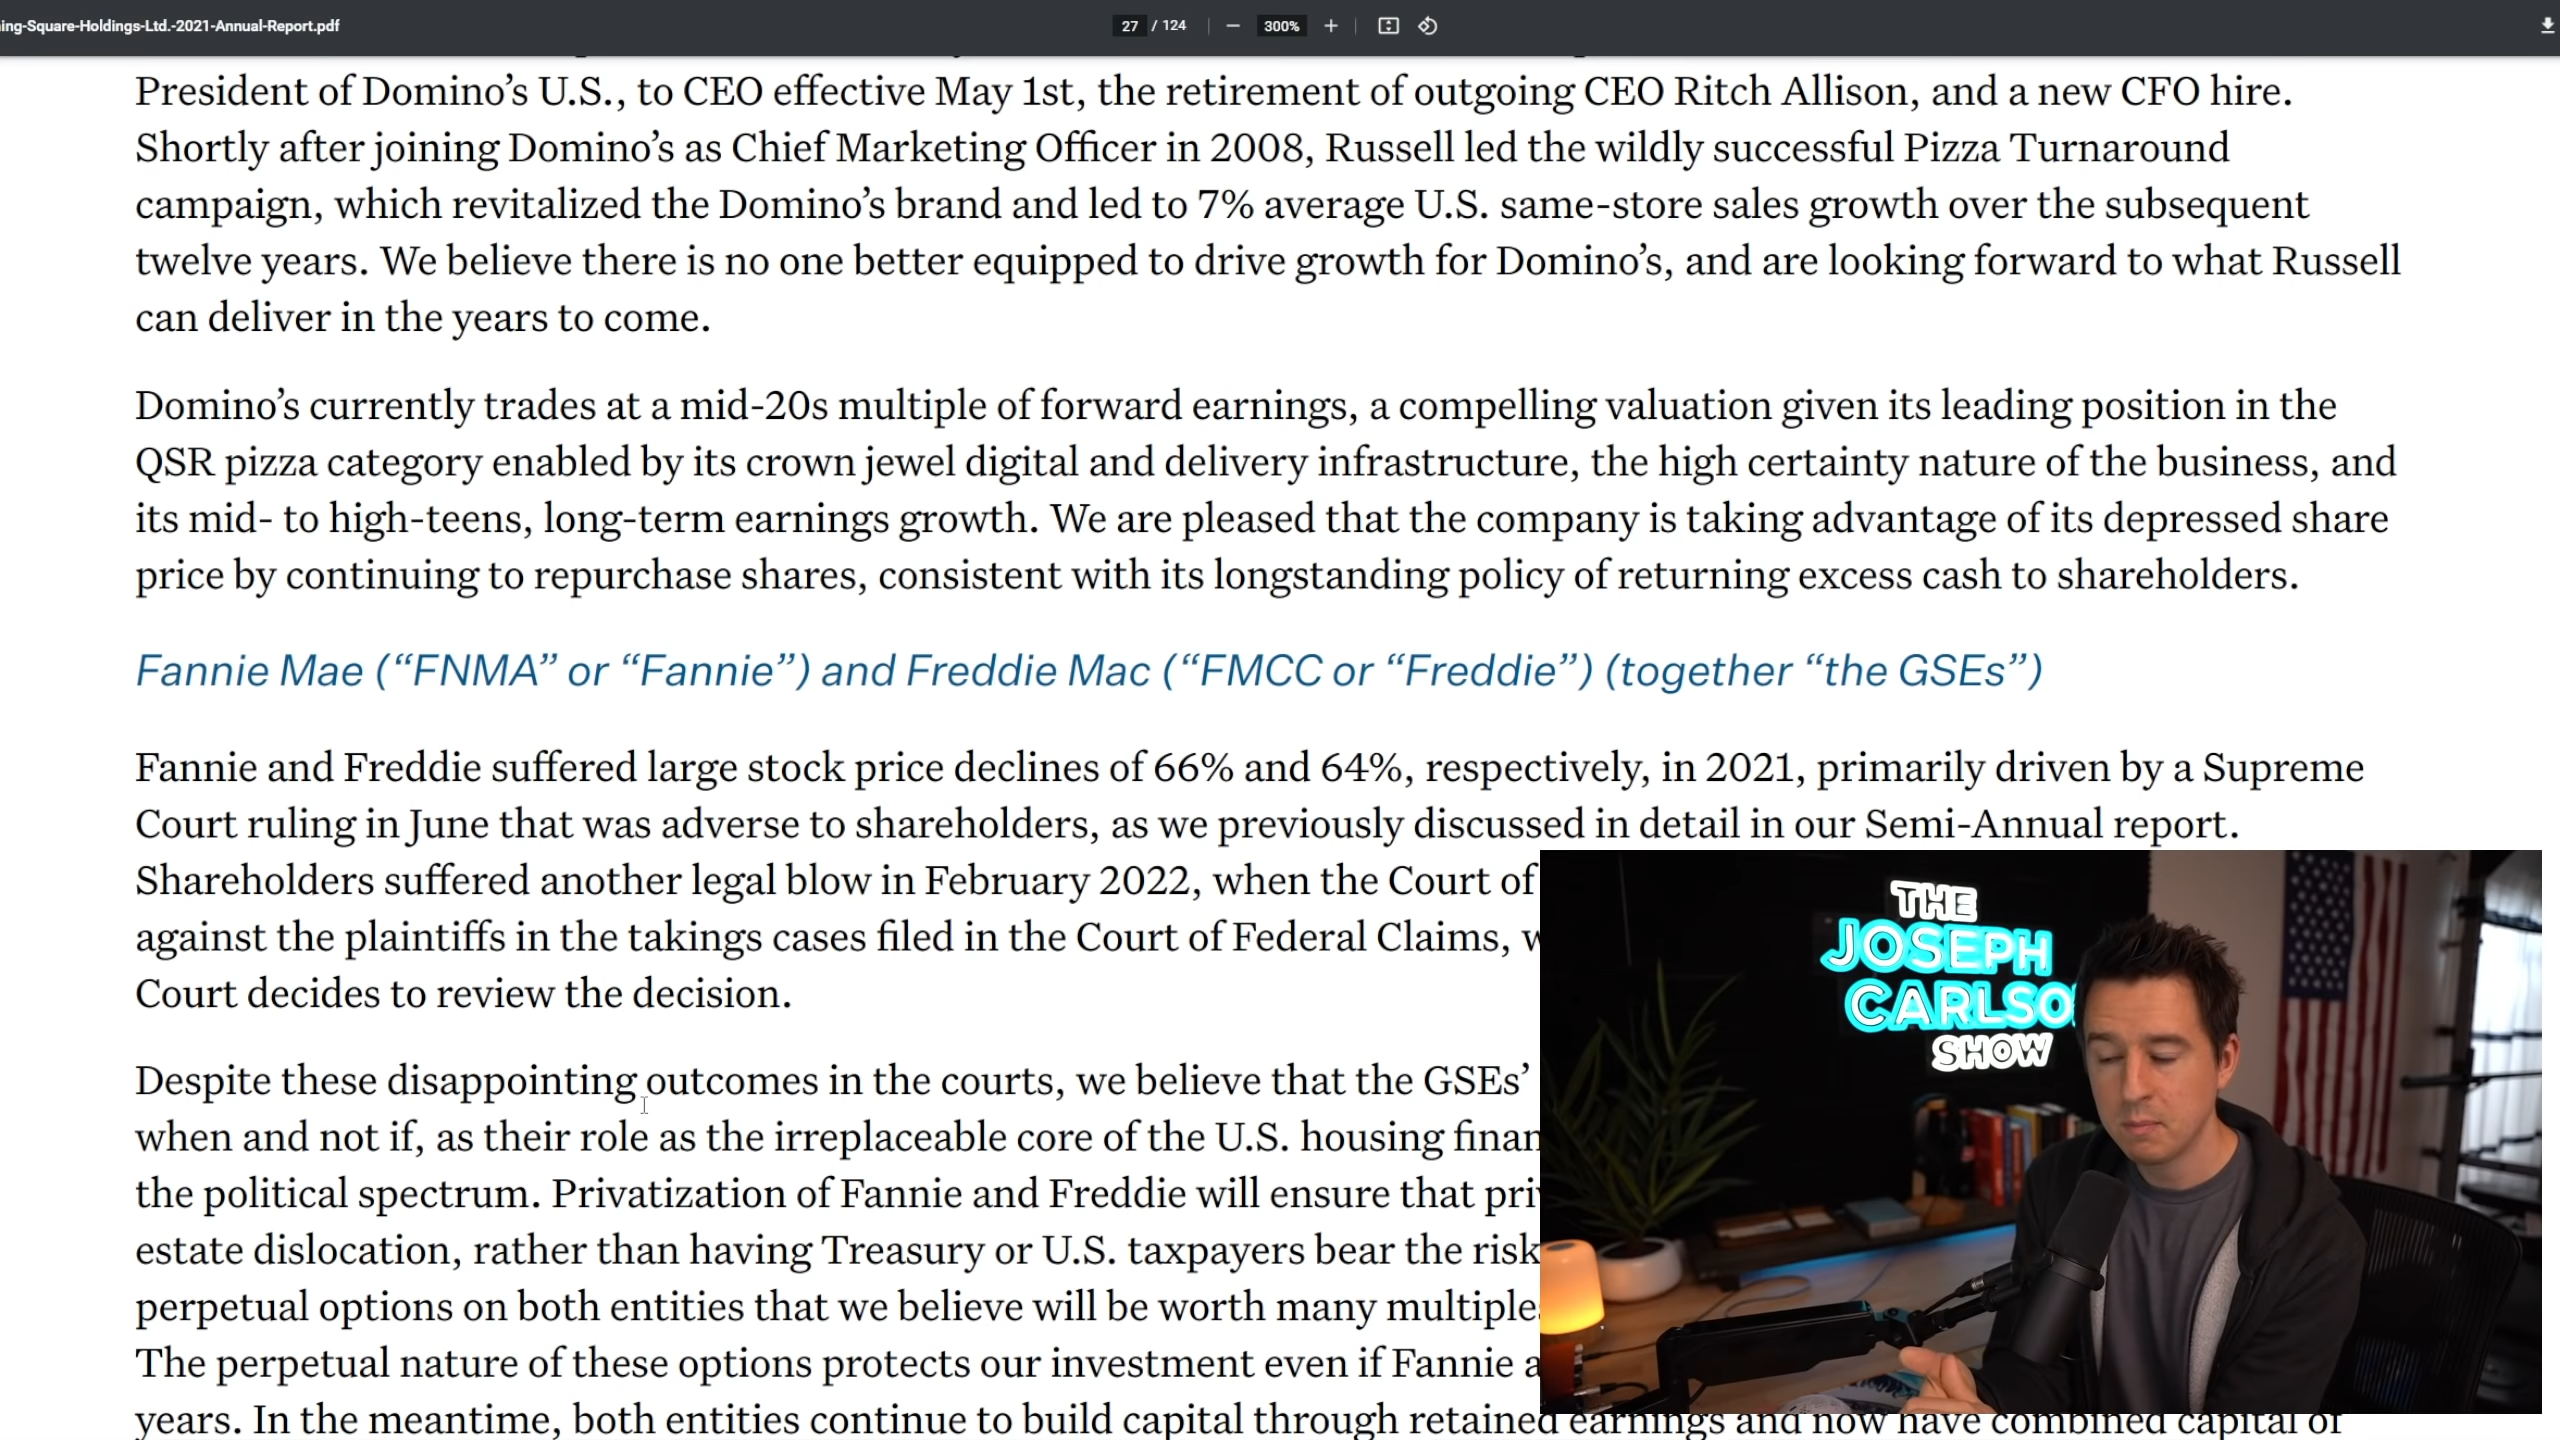 ing-Square-Holdings-Ltd.-2021-Annual-Report.pdf
27 / 124
300%
President of Domino’s U.S., to CEO effective May 1st, the retirement of outgoing CEO Ritch Allison, and a new CFO hire.
Shortly after joining Domino’s as Chief Marketing Officer in 2008, Russell led the wildly successful Pizza Turnaround
campaign, which revitalized the Domino’s brand and led to 7% average U.S. same-store sales growth over the subsequent
twelve years. We believe there is no one better equipped to drive growth for Domino’s, and are looking forward to what Russell
can deliver in the years to come.
Domino’s currently trades at a mid-20s multiple of forward earnings, a compelling valuation given its leading position in the
QSR pizza category enabled by its crown jewel digital and delivery infrastructure, the high certainty nature of the business, and
its mid- to high-teens, long-term earnings growth. We are pleased that the company is taking advantage of its depressed share
price by continuing to repurchase shares, consistent with its longstanding policy of returning excess cash to shareholders.
Fannie Mae (“FNMA” or “Fannie”) and Freddie Mac (“FMCC or “Freddie”) (together “the GSEs”)
Fannie and Freddie suffered large stock price declines of 66% and 64%, respectively, in 2021, primarily driven by a Supreme
Court ruling in June that was adverse to shareholders, as we previously discussed in detail in our Semi-Annual report.
Shareholders suffered another legal blow in February 2022, when the Court of
against the plaintiffs in the takings cases filed in the Court of Federal Claims,
Court decides to review the decision.
Despite these disappointing outcomes in the courts, we believe that the GSEs’
when and not if, as their role as the irreplaceable core of the U.S. housing finan
the political spectrum. Privatization of Fannie and Freddie will ensure that pri
estate dislocation, rather than having Treasury or U.S. taxpayers bear the risk
perpetual options on both entities that we believe will be worth many multiple
The perpetual nature of these options protects our investment even if Fannie a
years. In the meantime, both entities continue to build capital through retained earnings and now have combined capital of
THE
JOSEPH
CARLSO
SHOW